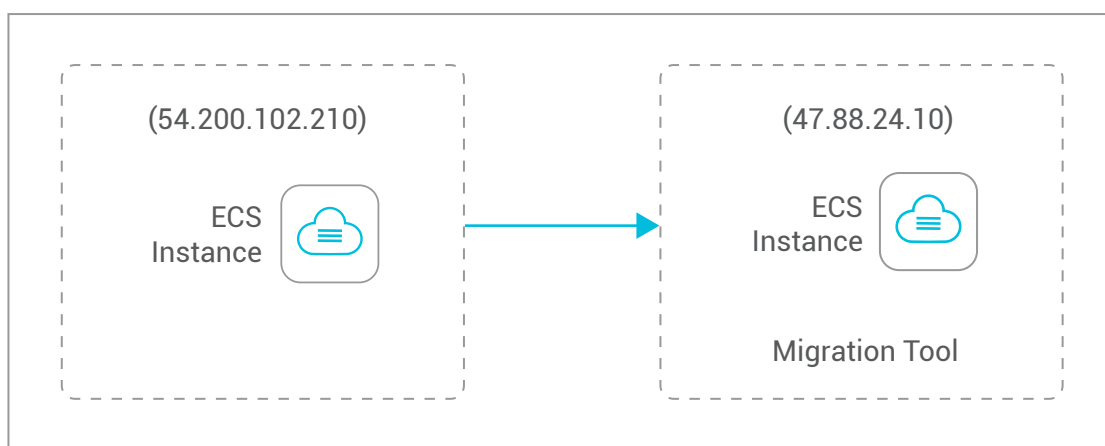 (54.200.102.210)
ECS
Instance
(47.88.24.10)
ECS
Instance
Migration Tool